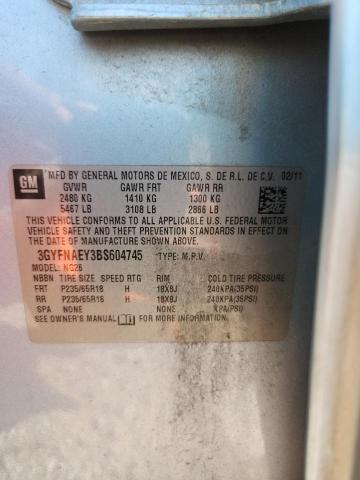 GM
MFD BY GENERAL MOTORS DE MEXICO, S. DE R.L. DE C.V. 02/11
GVWR GAWR FRT GAWR RR
2480 KG 1410 KG 1300 KG
5467 LB 3108 LB 2866 LB
THIS VEHICLE CONFORMS TO ALL APPLICABLE U.S. FEDERAL MOTOR
VEHICLE SAFETY AND THEFT PREVENTION STANDARDS IN EFFECT ON
THE DATE OF MANUFACTURE SHOWN ABOVE.
3GYFNAEY3BS604745 TYPE: M.P.V.
MODEL: NG26
NBBN TIRE SIZE SPEED RTG RIM COLD TIRE PRESSURE
FRT P235/65R18 H 18X8J 240KPA(35PSI)
RR P235/65R18 H 18X8J 240KPA(35PSI)
SPA NONE NONE KPA(PSI)
SEE OWNER'S MANUAL FOR MORE INFORMATION.